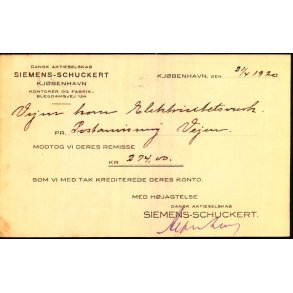 DANSK AKTIESELSKAB
SIEMENS-SCHUCKERT
KJØBENHAVN
KONTORER OG FABRIK:
BLEGDAMSVEJ 124
KJØBENHAVN, DEN 21/4 1920
Vejen kom Elektricitetsværk
PR. Postanvisning Vejen
MODTOG VI DERES REMISSE
KR 274,00.
SOM VI MED TAK KREDITEREDE DERES KONTO.
MED HØJAGTELSE
DANSK AKTIESELSKAB
SIEMENS-SCHUCKERT.